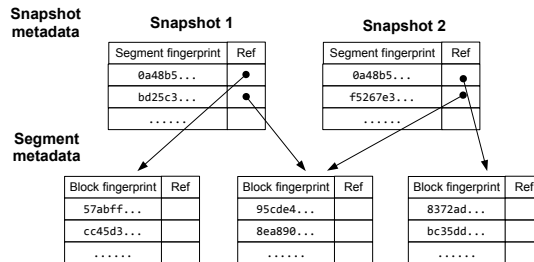 Snapshot metadata
Snapshot 1
Snapshot 2
Segment fingerprint Ref
0a48b5...
bd25c3...
......
Segment fingerprint Ref
0a48b5...
f5267e3...
......
Segment metadata
Block fingerprint Ref
57abff...
cc45d3...
......
Block fingerprint Ref
95cde4...
8ea890...
......
Block fingerprint Ref
8372ad...
bc35dd...
......